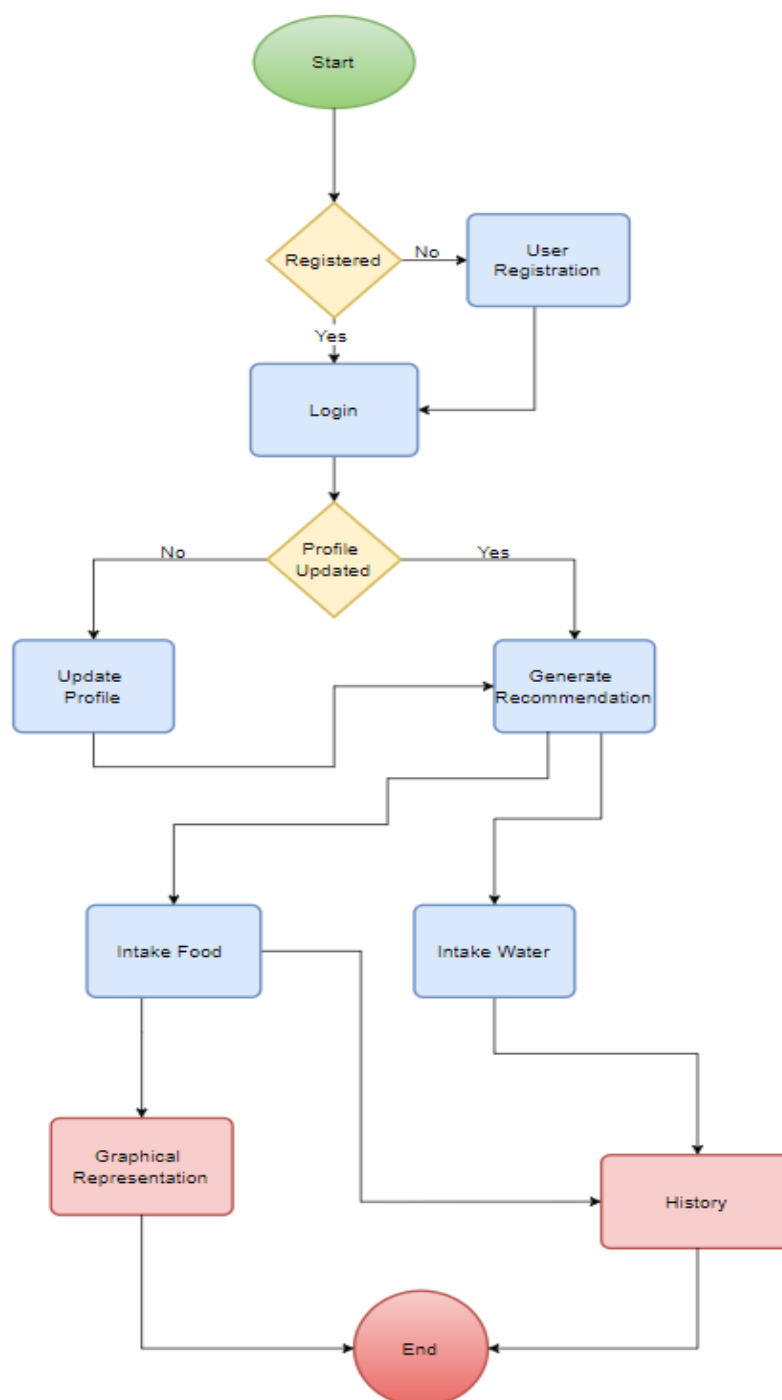 Start
Registered
No
User
Registration
Yes
Login
Profile
Updated
No
Yes
Update
Profile
Generate
Recommendation
Intake Food
Intake Water
Graphical
Representation
History
End